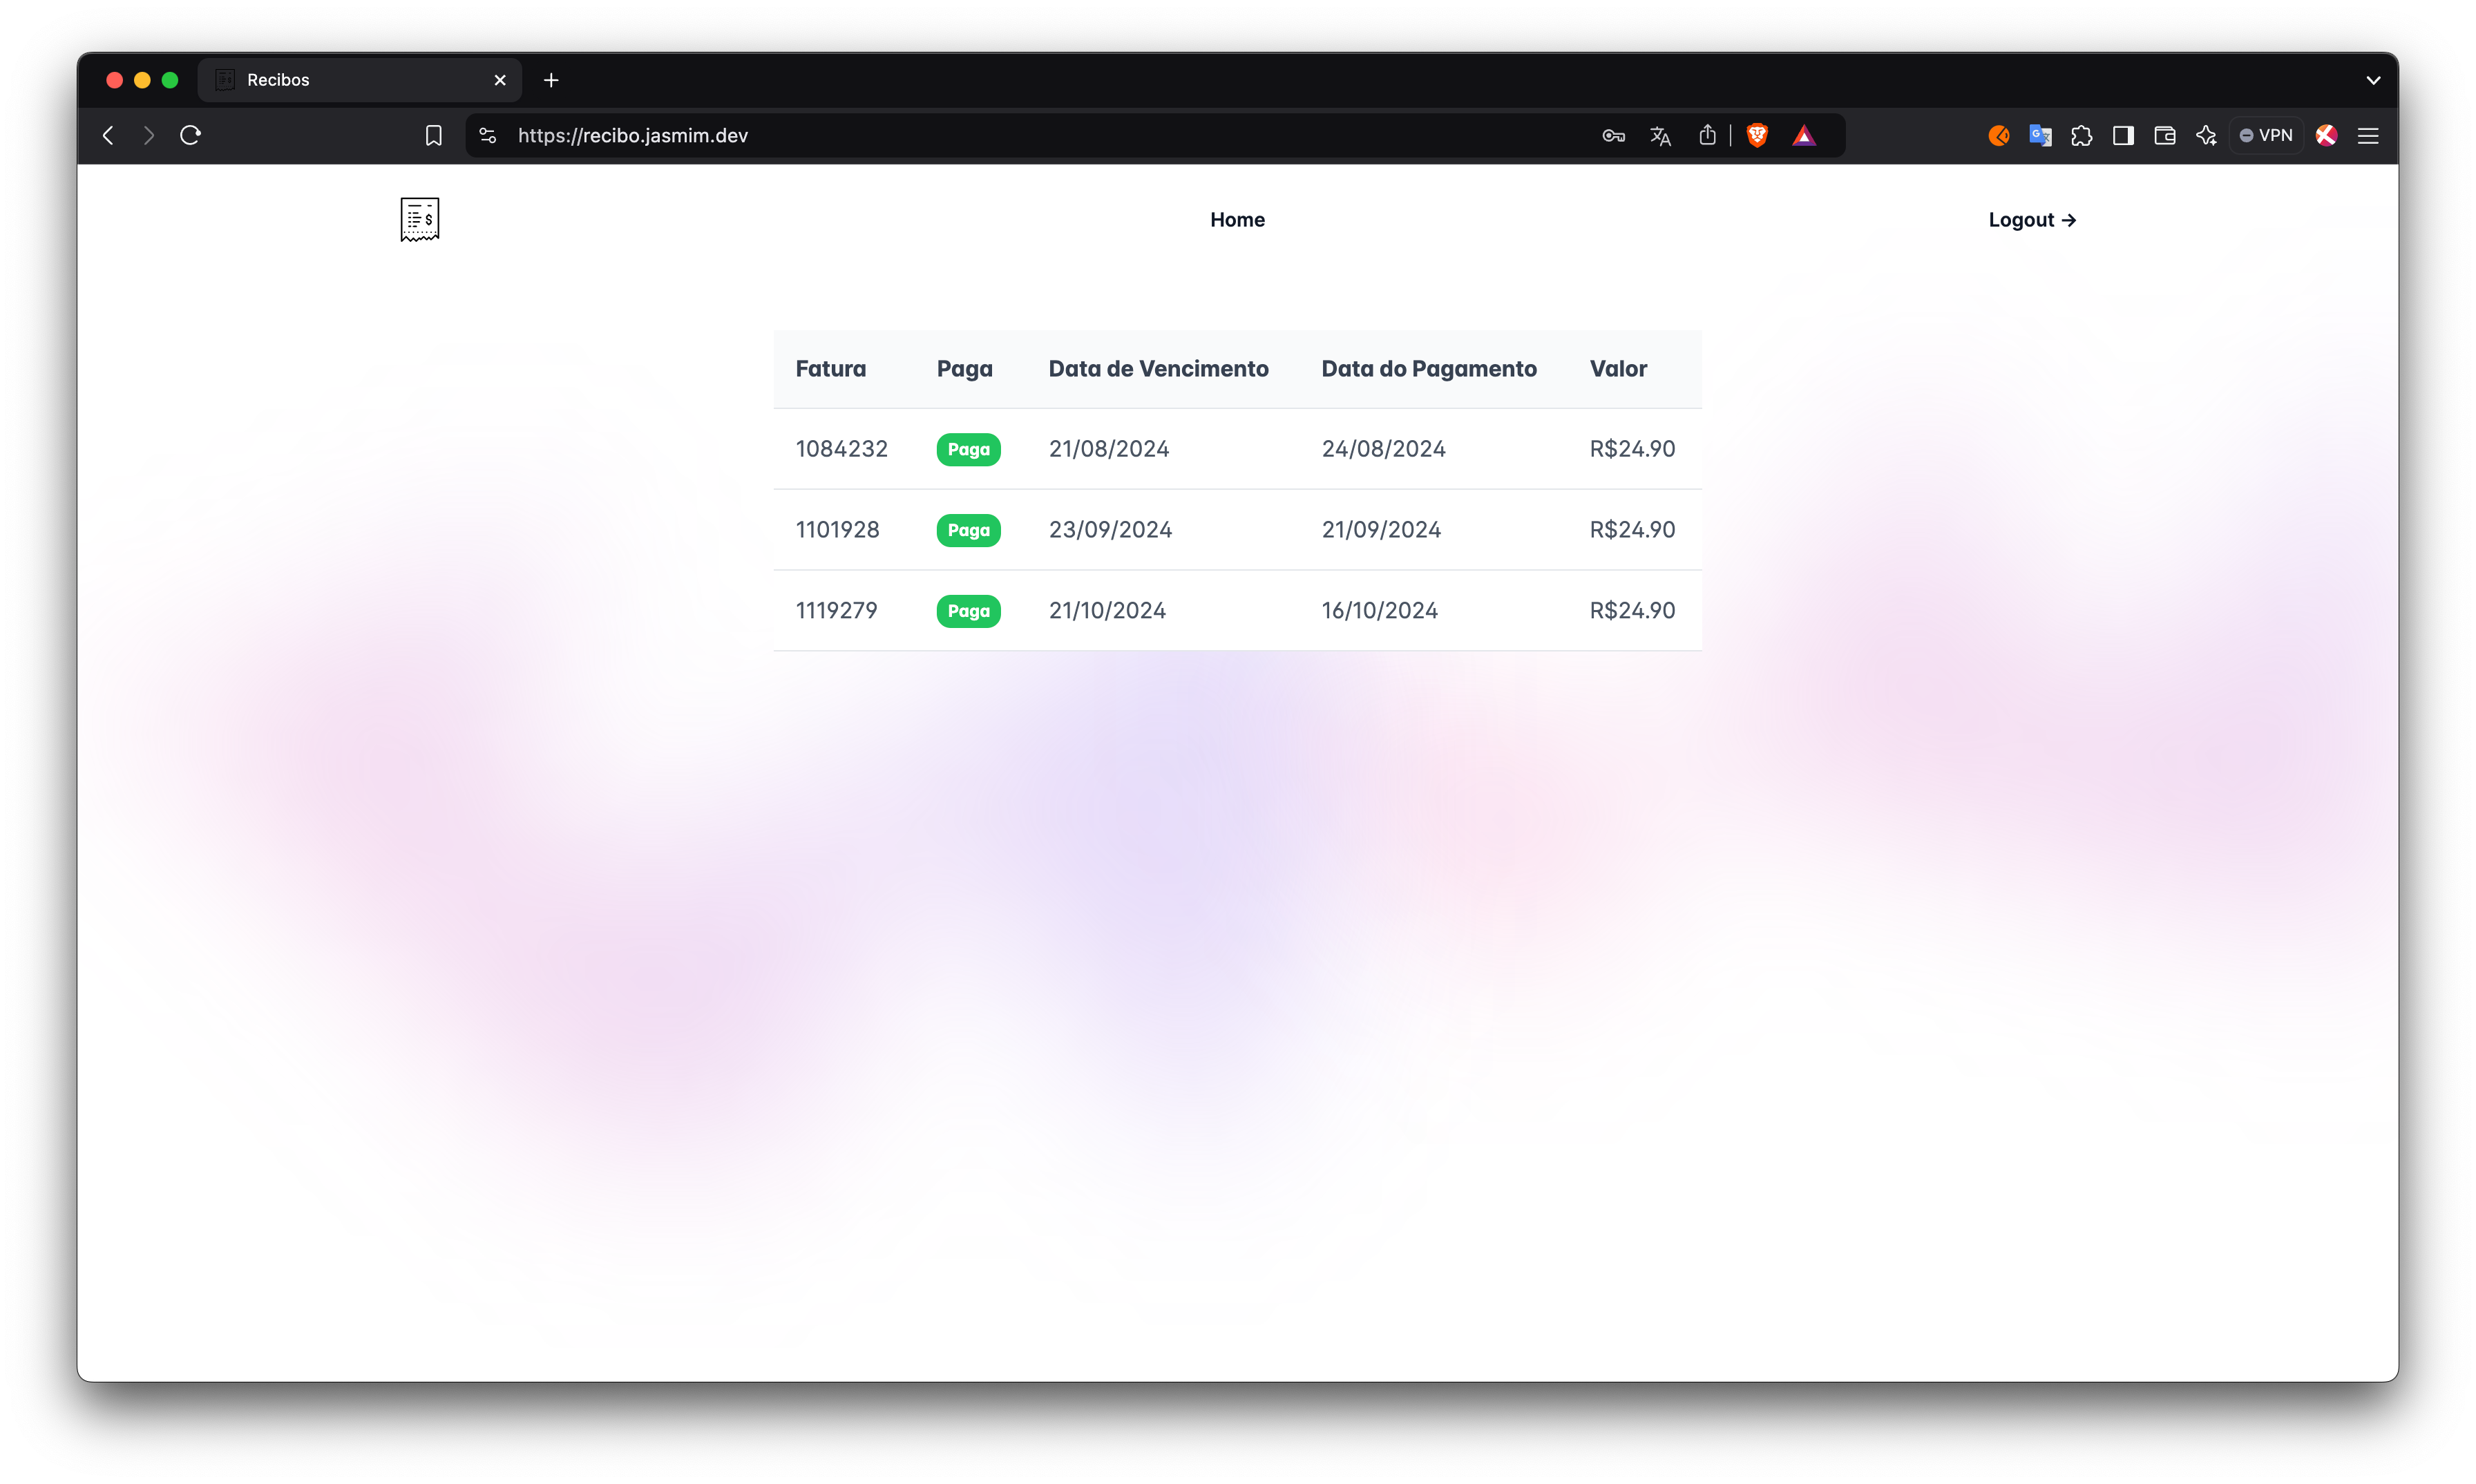 Recibos
https://recibo.jasmim.dev
VPN
$
Home
Logout →
Fatura Paga Data de Vencimento Data do Pagamento Valor
1084232 Paga 21/08/2024 24/08/2024 R$24.90
1101928 Paga 23/09/2024 21/09/2024 R$24.90
1119279 Paga 21/10/2024 16/10/2024 R$24.90